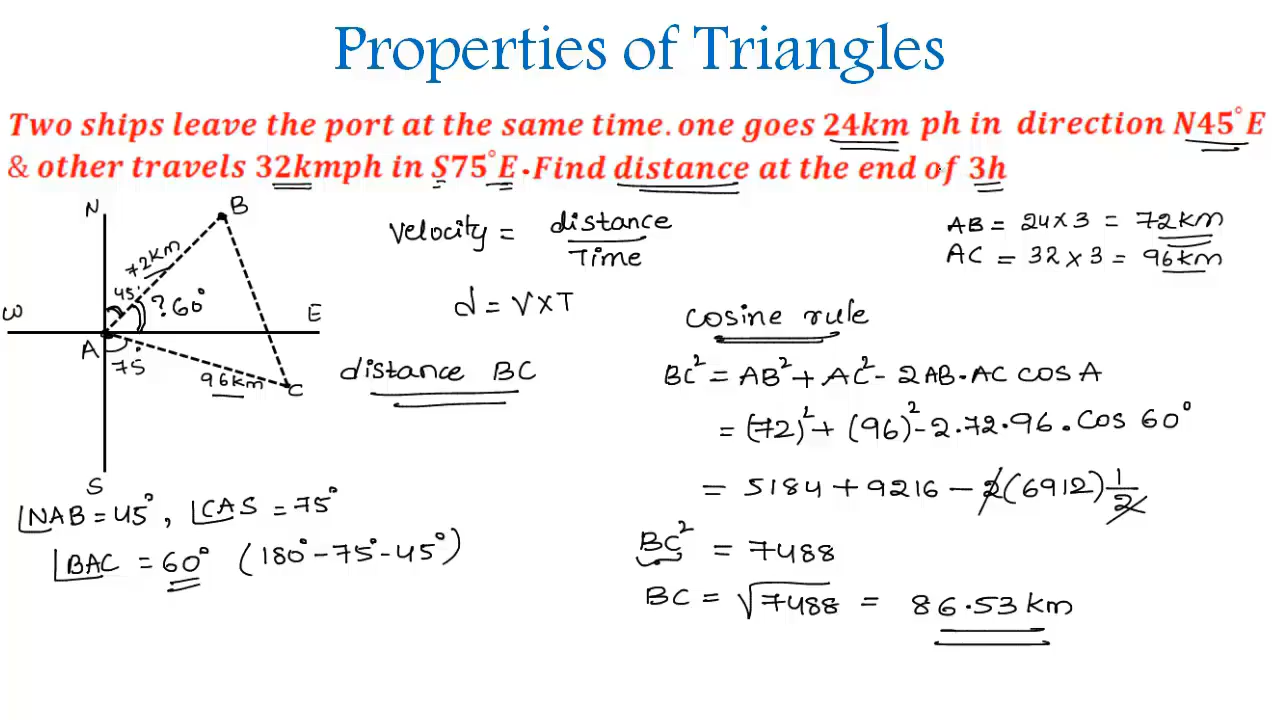 Properties of Triangles
Two ships leave the port at the same time. one goes 24km ph in direction N45° E
& other travels 32kmph in S75° E. Find distance at the end of 3h
N
B
72km
45°
? 60°
W
E
A
75°
96km
C
S
Velocity = distance / Time
d = V x T
distance BC
∠NAB = 45°, ∠CAS = 75°
∠BAC = 60° (180° - 75° - 45°)
AB = 24 x 3 = 72km
AC = 32 x 3 = 96km
cosine rule
BC² = AB² + AC² - 2AB·AC cos A
= (72)² + (96)² - 2·72·96·cos 60°
= 5184 + 9216 - 2(6912) 1/2
BC² = 7488
BC = √7488 = 86.53 km